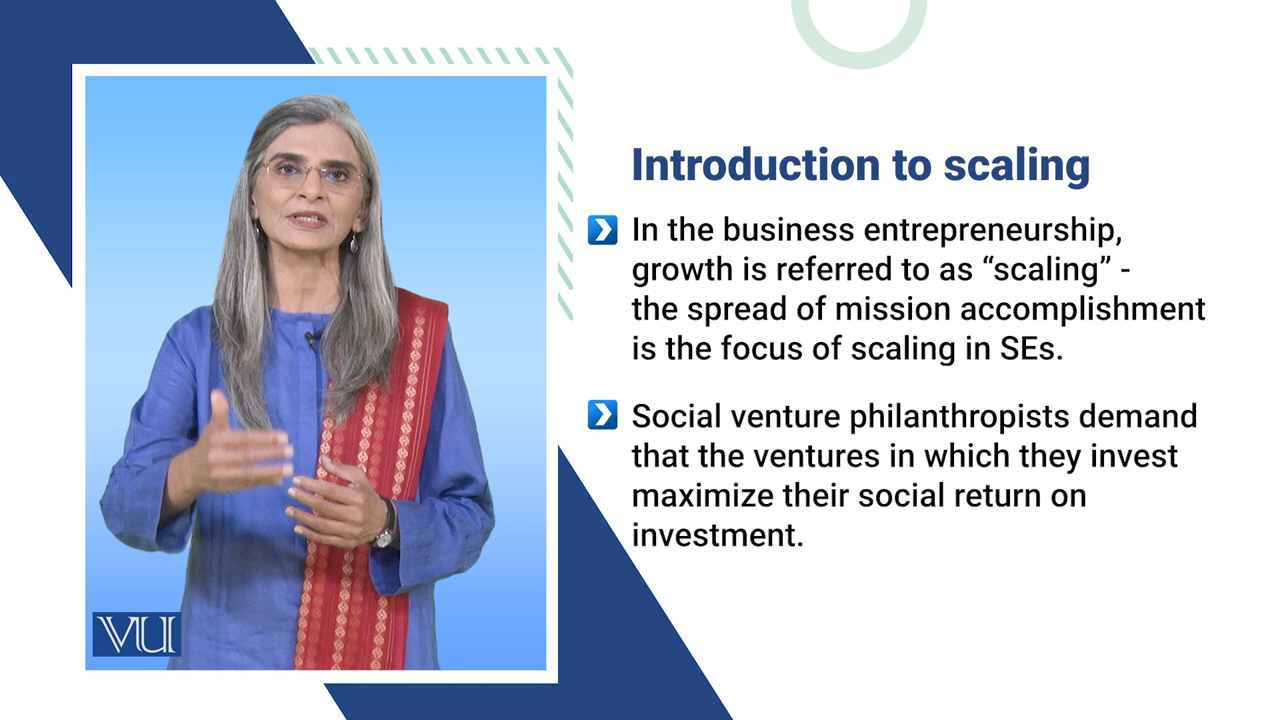 Introduction to scaling
In the business entrepreneurship,
growth is referred to as “scaling” -
the spread of mission accomplishment
is the focus of scaling in SEs.
Social venture philanthropists demand
that the ventures in which they invest
maximize their social return on
investment.
VU